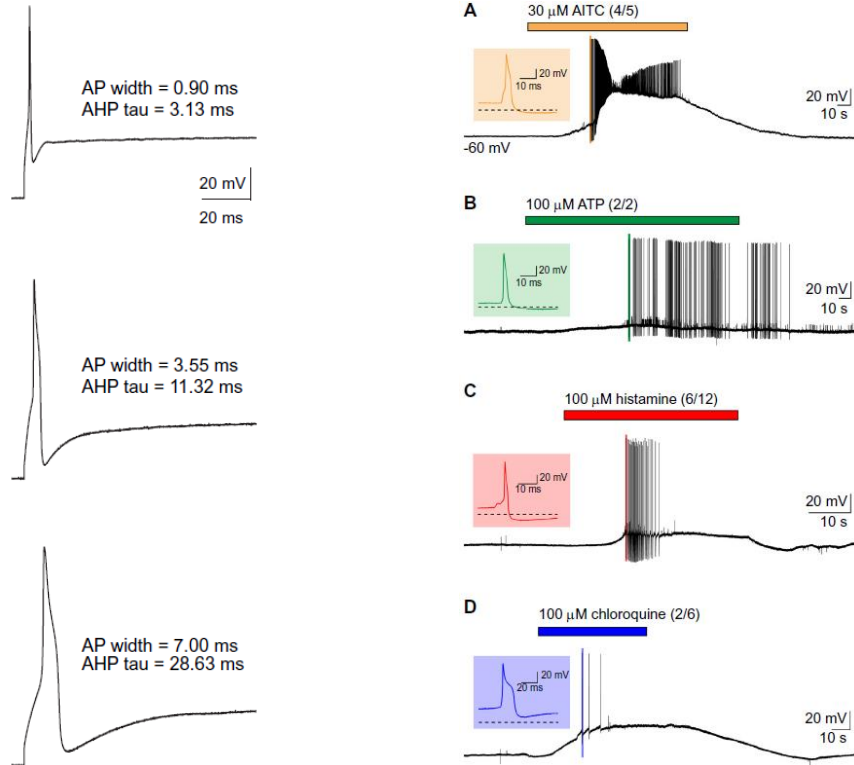 AP width = 0.90 ms
AHP tau = 3.13 ms
20 mV
20 ms
AP width = 3.55 ms
AHP tau = 11.32 ms
AP width = 7.00 ms
AHP tau = 28.63 ms
A
30 μM AITC (4/5)
20 mV
10 ms
20 mV
10 s
-60 mV
B
100 μM ATP (2/2)
20 mV
10 ms
20 mV
10 s
C
100 μM histamine (6/12)
20 mV
10 ms
20 mV
10 s
D
100 μM chloroquine (2/6)
20 mV
20 ms
20 mV
10 s